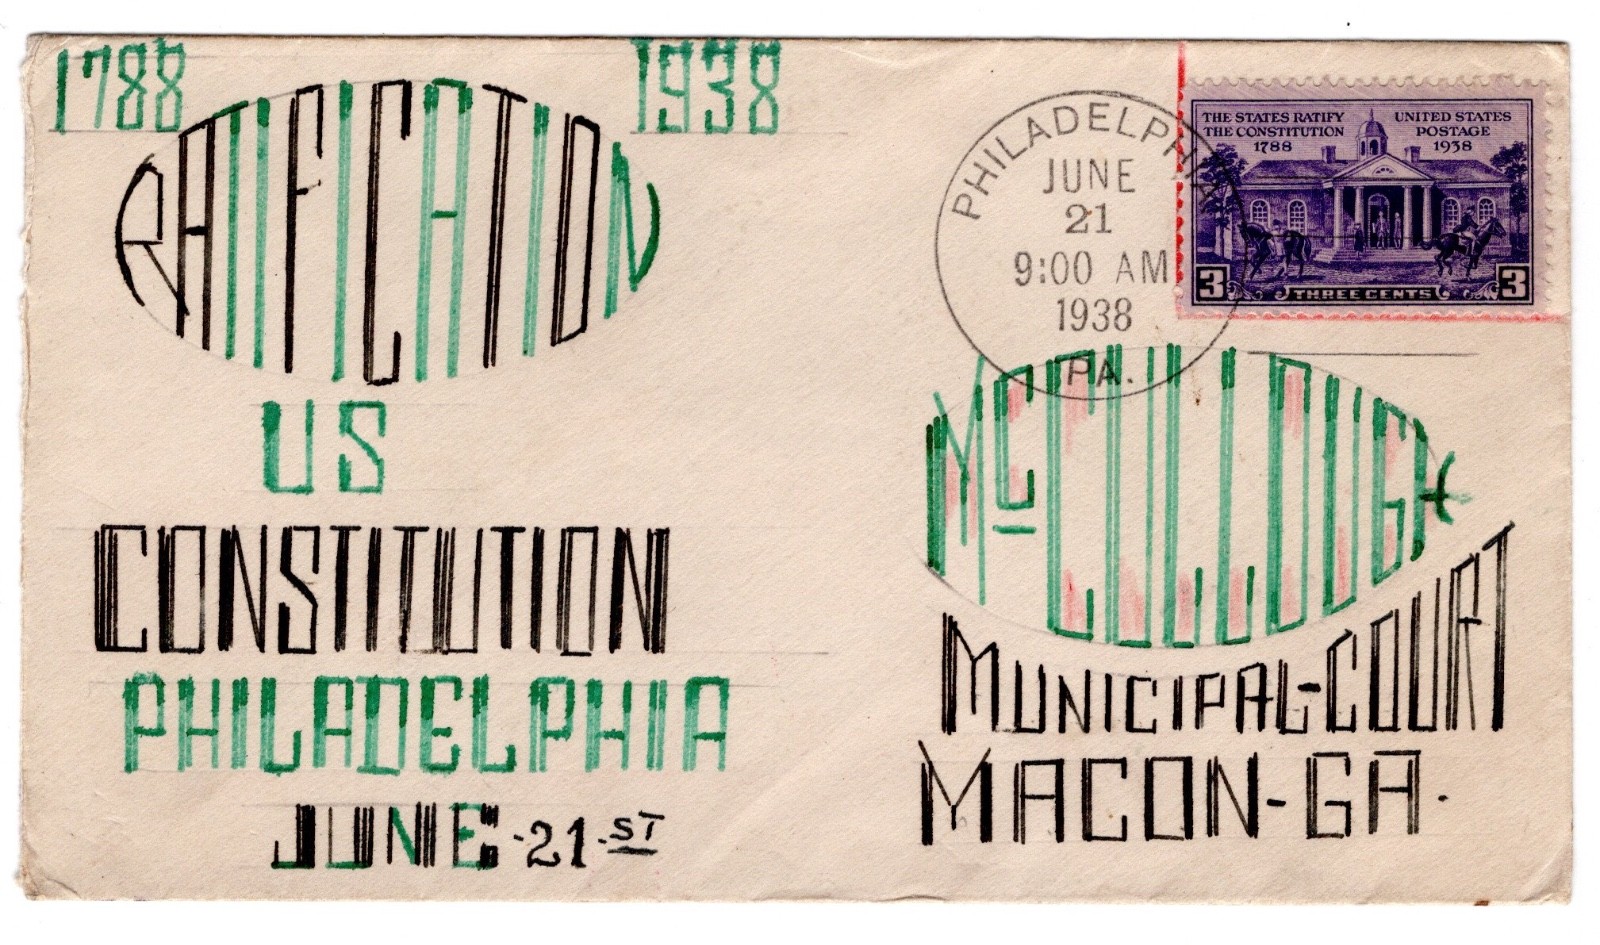 1788
1938
RATIFICATION
US
CONSTITUTION
PHILADELPHIA
JUNE·21·ST
PHILADELPHIA
JUNE
21
9:00 AM
1938
PA.
THE STATES RATIFY
THE CONSTITUTION
1788
UNITED STATES
POSTAGE
1938
3 THREE CENTS 3
McCULLOUGH
MUNICIPAL-COURT
MACON-GA.